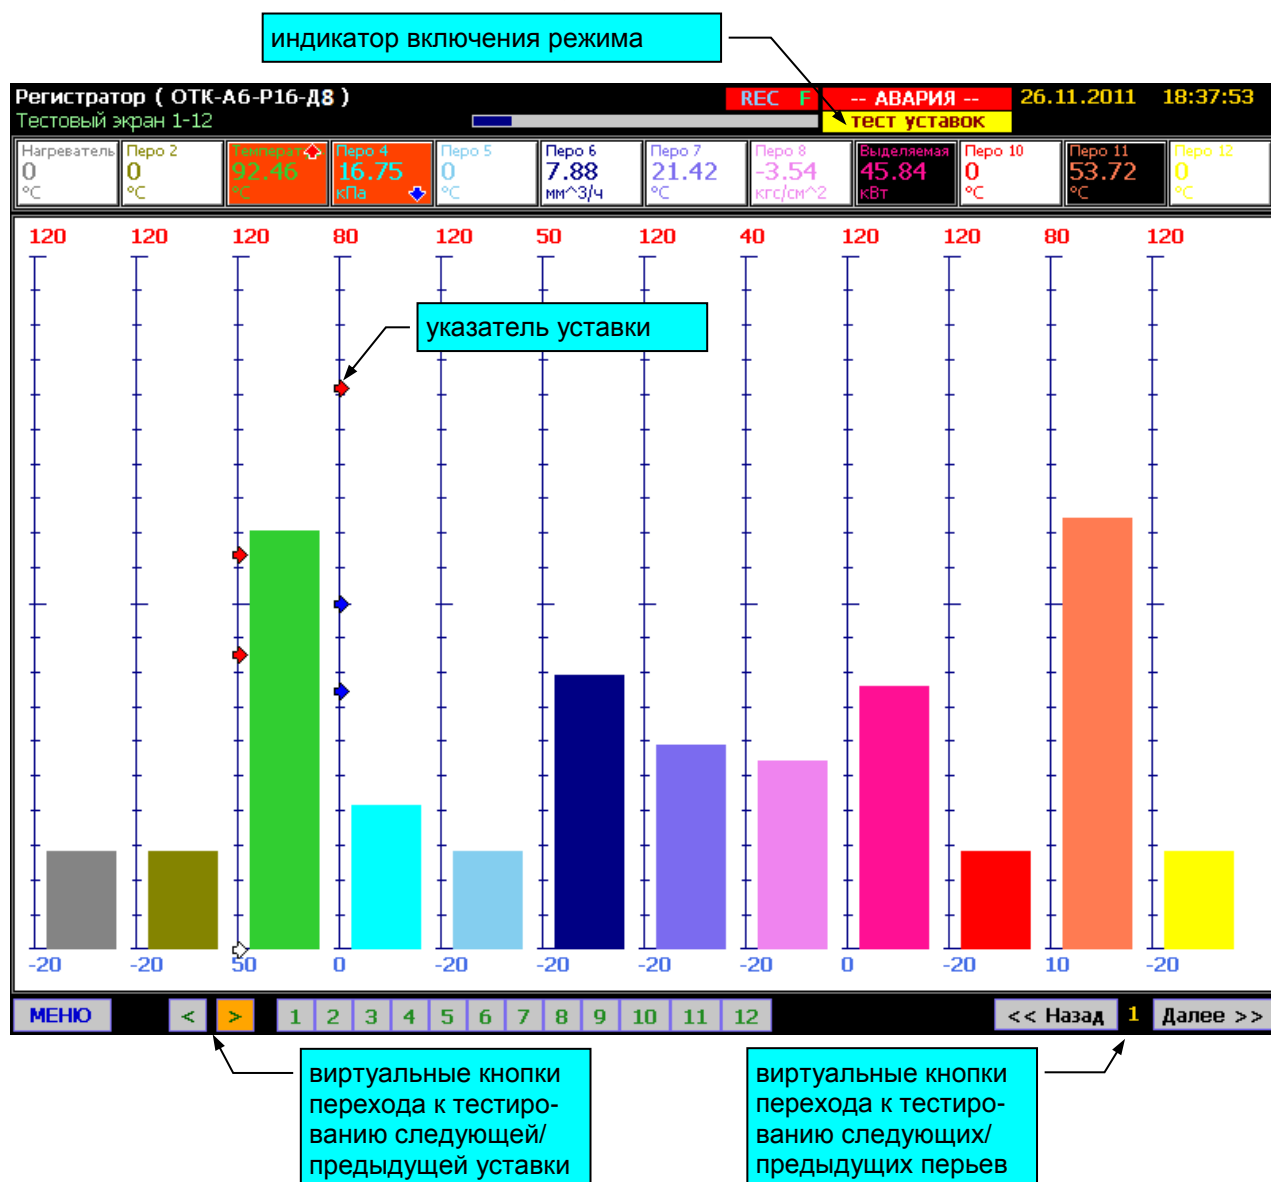 индикатор включения режима
Регистратор ( ОТК-А6-Р16-Д8 ) REC F -- АВАРИЯ -- 26.11.2011 18:37:53
Тестовый экран 1-12 тест уставок
Нагреватель Перо 2 Температ Перо 4 Перо 5 Перо 6 Перо 7 Перо 8 Выделяемая Перо 10 Перо 11 Перо 12
0 0 92.46 16.75 0 7.88 21.42 -3.54 45.84 0 53.72 0
°C °C °C кПа °C мм^3/ч °C кгс/см^2 кВт °C °C °C
120 120 120 80 120 50 120 40 120 120 80 120
указатель уставки
-20 -20 50 0 -20 -20 -20 -20 0 -20 10 -20
МЕНЮ < > 1 2 3 4 5 6 7 8 9 10 11 12 << Назад 1 Далее >>
виртуальные кнопки
перехода к тестиро-
ванию следующей/
предыдущей уставки
виртуальные кнопки
перехода к тестиро-
ванию следующих/
предыдущих перьев